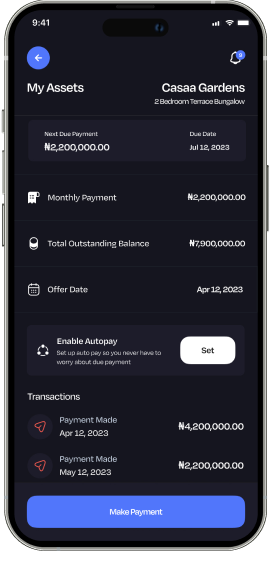 9:41
9
My Assets Casaa Gardens
2 Bedroom Terrace Bungalow
Next Due Payment Due Date
₦2,200,000.00 Jul 12, 2023
Monthly Payment ₦2,200,000.00
Total Outstanding Balance ₦7,900,000.00
Offer Date Apr 12, 2023
Enable Autopay
Set up auto pay so you never have to
worry about due payment
Set
Transactions
Payment Made
Apr 12, 2023 ₦4,200,000.00
Payment Made
May 12, 2023 ₦2,200,000.00
Make Payment